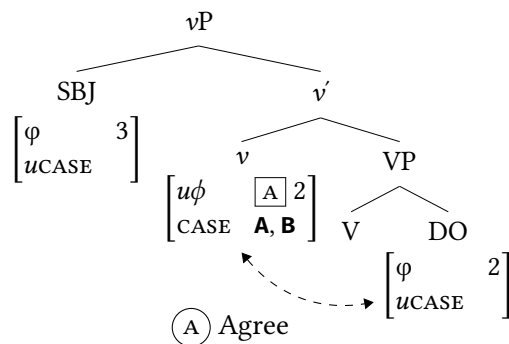 vP
SBJ v′
φ 3
uCASE
v VP
uϕ A 2
CASE A, B
V DO
φ 2
uCASE
A Agree